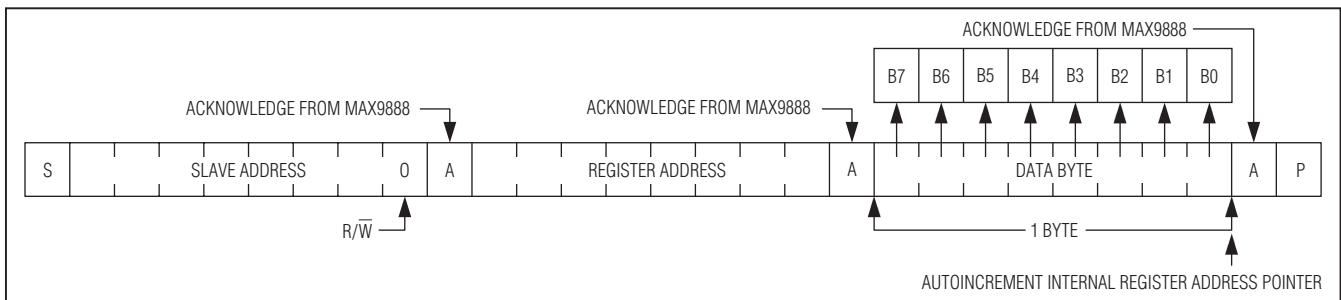 ACKNOWLEDGE FROM MAX9888
B7 B6 B5 B4 B3 B2 B1 B0
ACKNOWLEDGE FROM MAX9888
ACKNOWLEDGE FROM MAX9888
S SLAVE ADDRESS 0 A REGISTER ADDRESS A DATA BYTE A P
R/W̅
1 BYTE
AUTOINCREMENT INTERNAL REGISTER ADDRESS POINTER